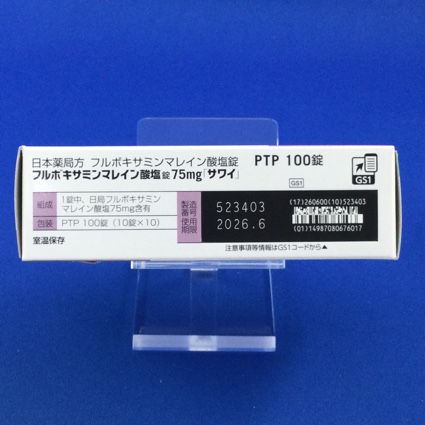 日本薬局方 フルボキサミンマレイン酸塩錠 PTP 100錠
フルボキサミンマレイン酸塩錠75mg「サワイ」
GS1
GS1
組成 1錠中、日局フルボキサミンマレイン酸塩75mg含有
包装 PTP 100錠（10錠×10）
室温保存
製造番号 523403
使用期限 2026.6
(17)260600(10)523403
(01)14987080676017
注意事項等情報はGS1コードから▲